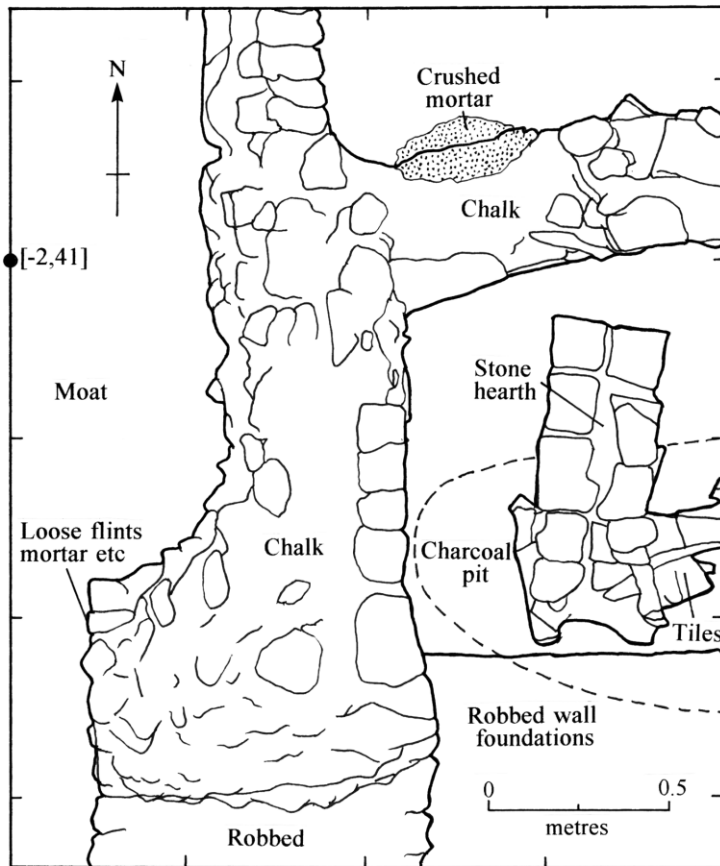 Crushed
mortar
N
Chalk
[-2,41]
Stone
hearth
Moat
Loose flints
mortar etc
Chalk
Charcoal
pit
Tiles
Robbed wall
foundations
0 0.5
metres
Robbed